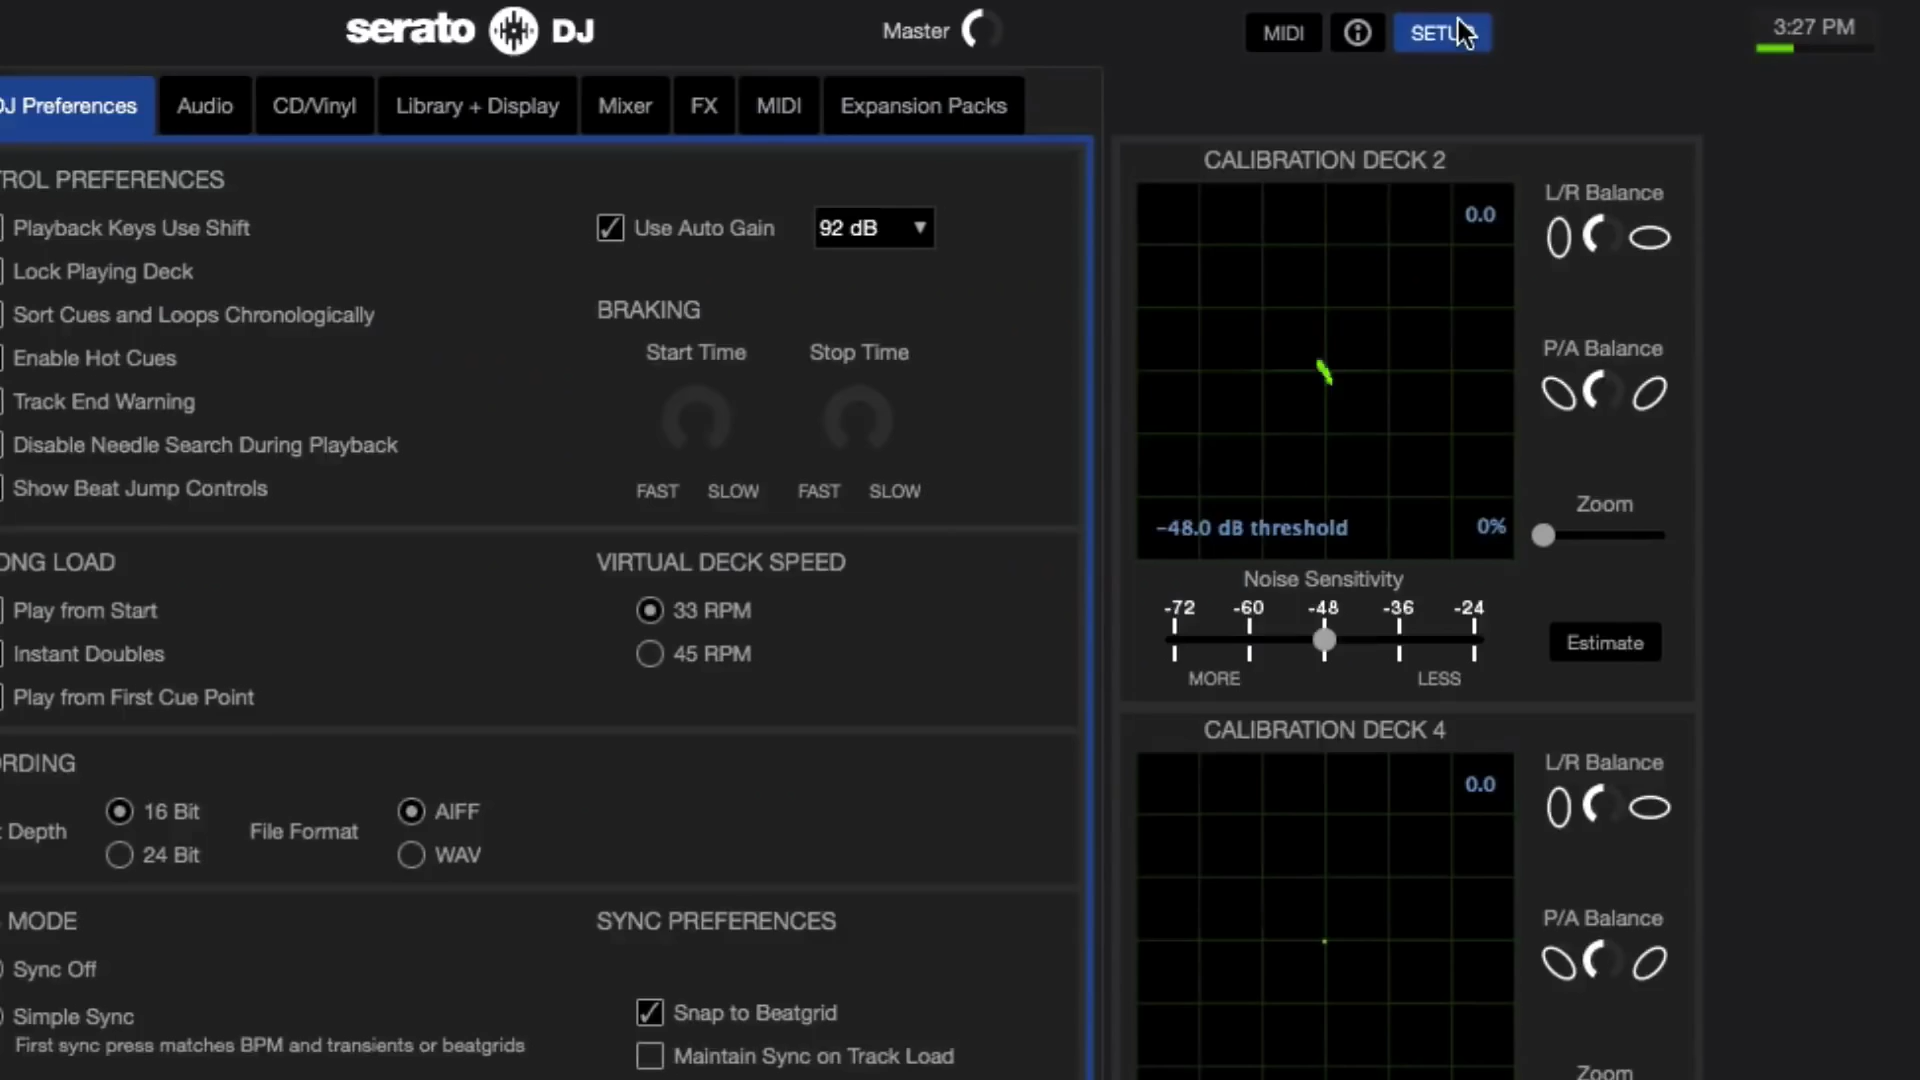 serato DJ
Master
MIDI
SETU
3:27 PM
DJ Preferences
Audio
CD/Vinyl
Library + Display
Mixer
FX
MIDI
Expansion Packs
TROL PREFERENCES
Playback Keys Use Shift
Lock Playing Deck
Sort Cues and Loops Chronologically
Enable Hot Cues
Track End Warning
Disable Needle Search During Playback
Show Beat Jump Controls
Use Auto Gain
92 dB
BRAKING
Start Time
Stop Time
FAST
SLOW
FAST
SLOW
ONG LOAD
Play from Start
Instant Doubles
Play from First Cue Point
VIRTUAL DECK SPEED
33 RPM
45 RPM
ORDING
t Depth
16 Bit
24 Bit
File Format
AIFF
WAV
MODE
Sync Off
Simple Sync
First sync press matches BPM and transients or beatgrids
SYNC PREFERENCES
Snap to Beatgrid
Maintain Sync on Track Load
CALIBRATION DECK 2
0.0
-48.0 dB threshold
0%
L/R Balance
P/A Balance
Zoom
Noise Sensitivity
-72 -60 -48 -36 -24
MORE
LESS
Estimate
CALIBRATION DECK 4
0.0
L/R Balance
P/A Balance
Zoom